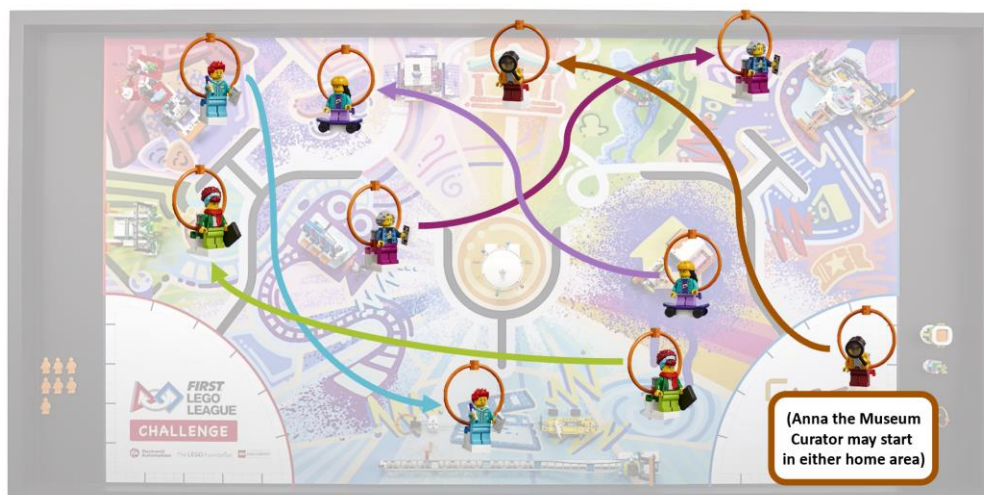 FIRST
LEGO
LEAGUE
CHALLENGE
(Anna the Museum
Curator may start
in either home area)